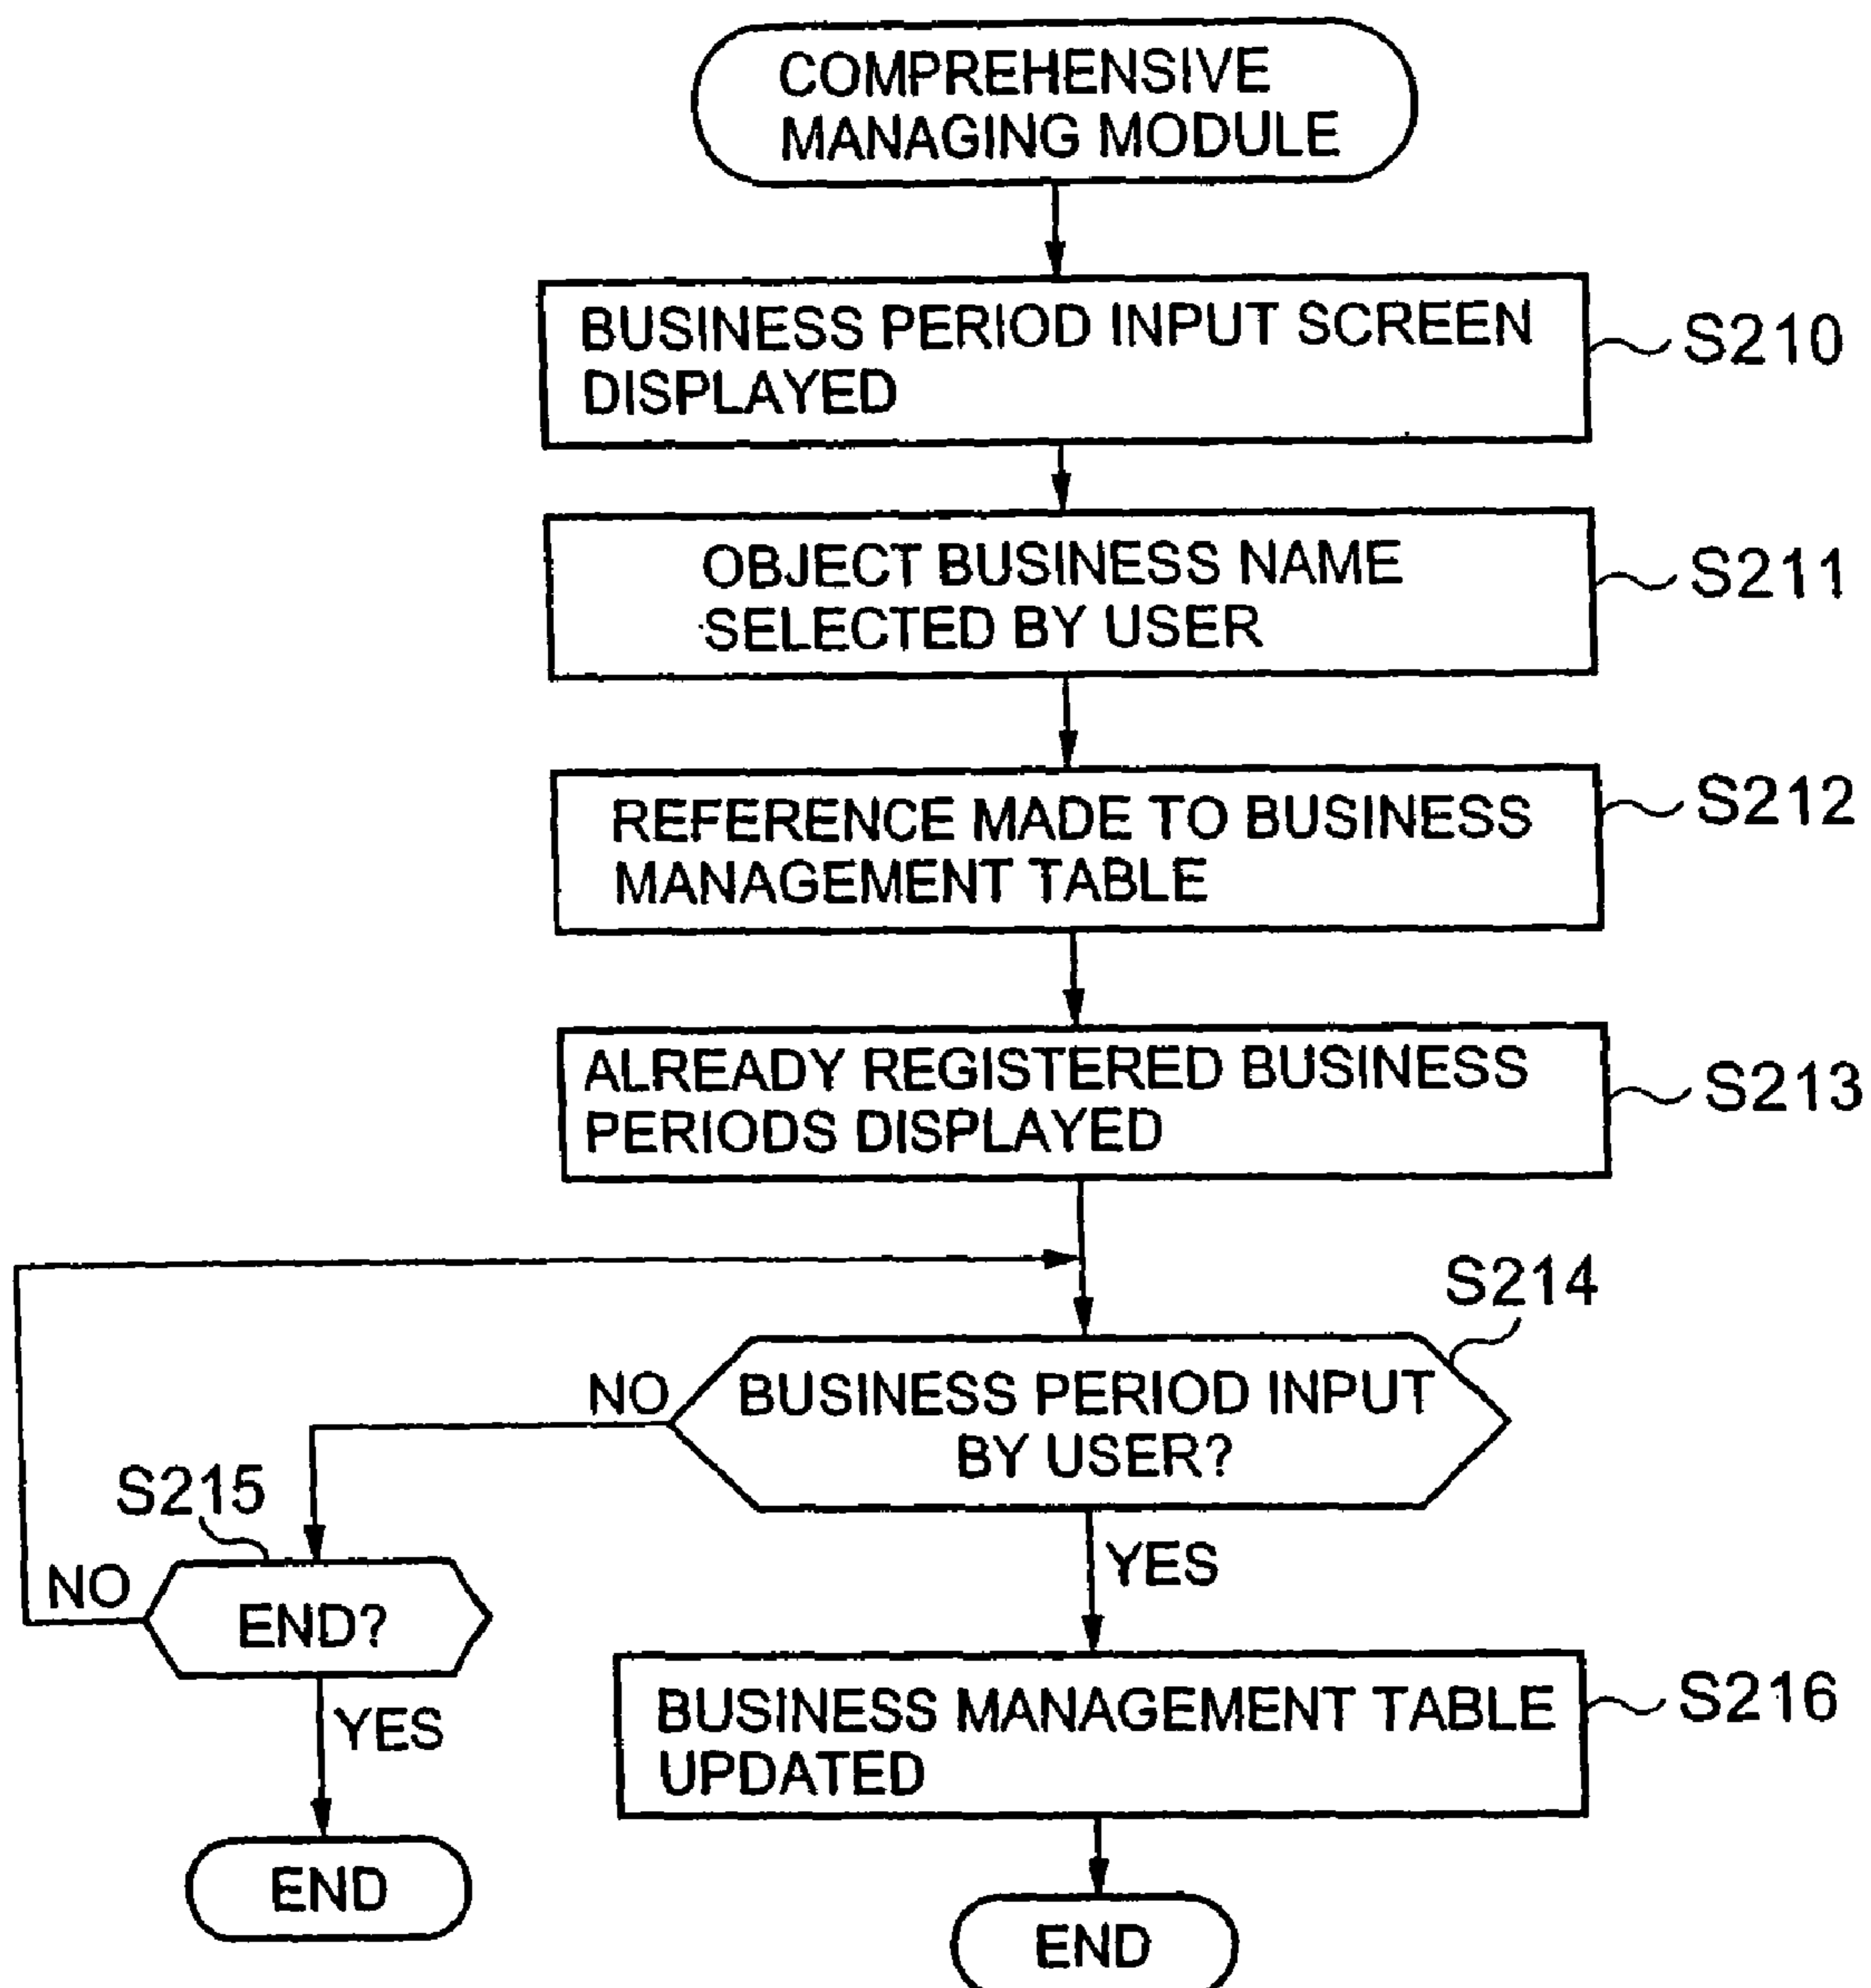 COMPREHENSIVE
MANAGING MODULE
BUSINESS PERIOD INPUT SCREEN
DISPLAYED
S210
OBJECT BUSINESS NAME
SELECTED BY USER
S211
REFERENCE MADE TO BUSINESS
MANAGEMENT TABLE
S212
ALREADY REGISTERED BUSINESS
PERIODS DISPLAYED
S213
S214
NO
BUSINESS PERIOD INPUT
BY USER?
S215
YES
NO
END?
BUSINESS MANAGEMENT TABLE
UPDATED
S216
YES
END
END